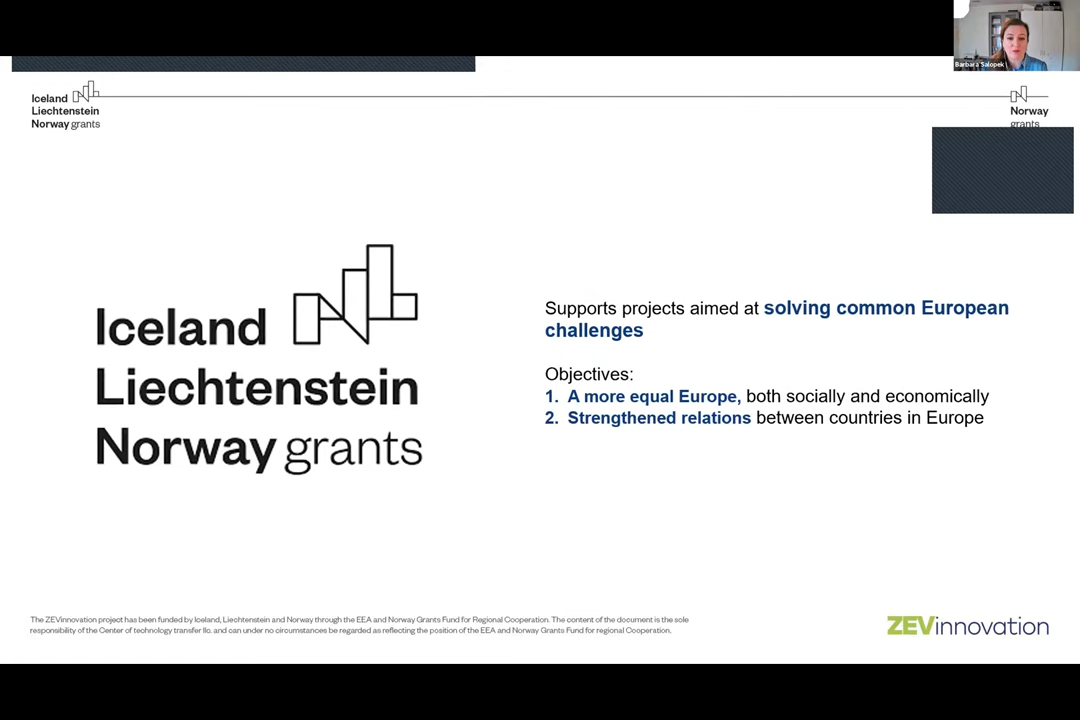 Barbara Salopek
Iceland
Liechtenstein
Norway grants
Norway
grants
Iceland
Liechtenstein
Norway grants
Supports projects aimed at solving common European
challenges
Objectives:
1. A more equal Europe, both socially and economically
2. Strengthened relations between countries in Europe
The ZEVinnovation project has been funded by Iceland, Liechtenstein and Norway through the EEA and Norway Grants Fund for Regional Cooperation. The content of the document is the sole
responsibility of the Center of technology transfer llc. and can under no circumstances be regarded as reflecting the position of the EEA and Norway Grants Fund for regional Cooperation.
ZEVinnovation